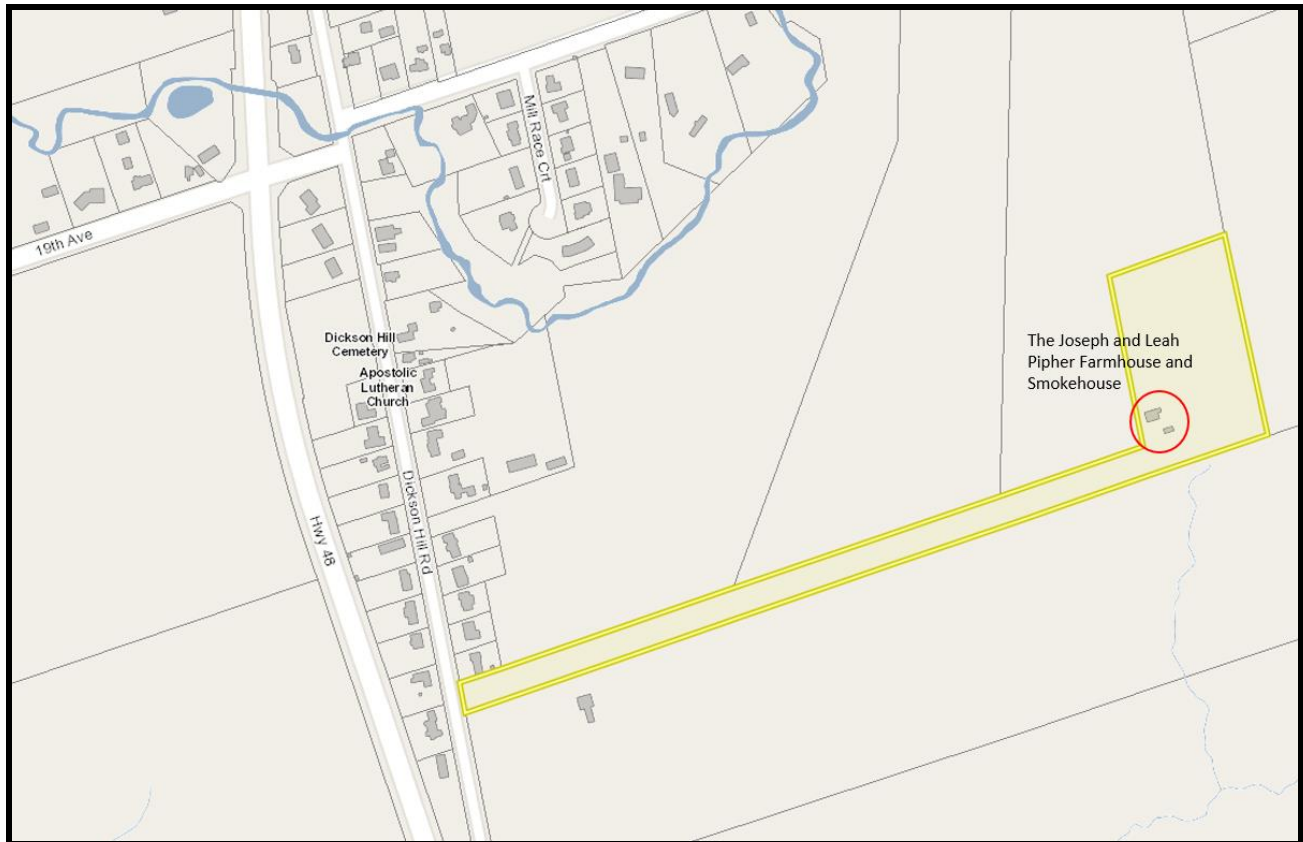 Mill Race Crt
19th Ave
Dickson Hill
Cemetery
Apostolic
Lutheran
Church
The Joseph and Leah
Pipher Farmhouse and
Smokehouse
Dickson Hill Rd
Hwy 48